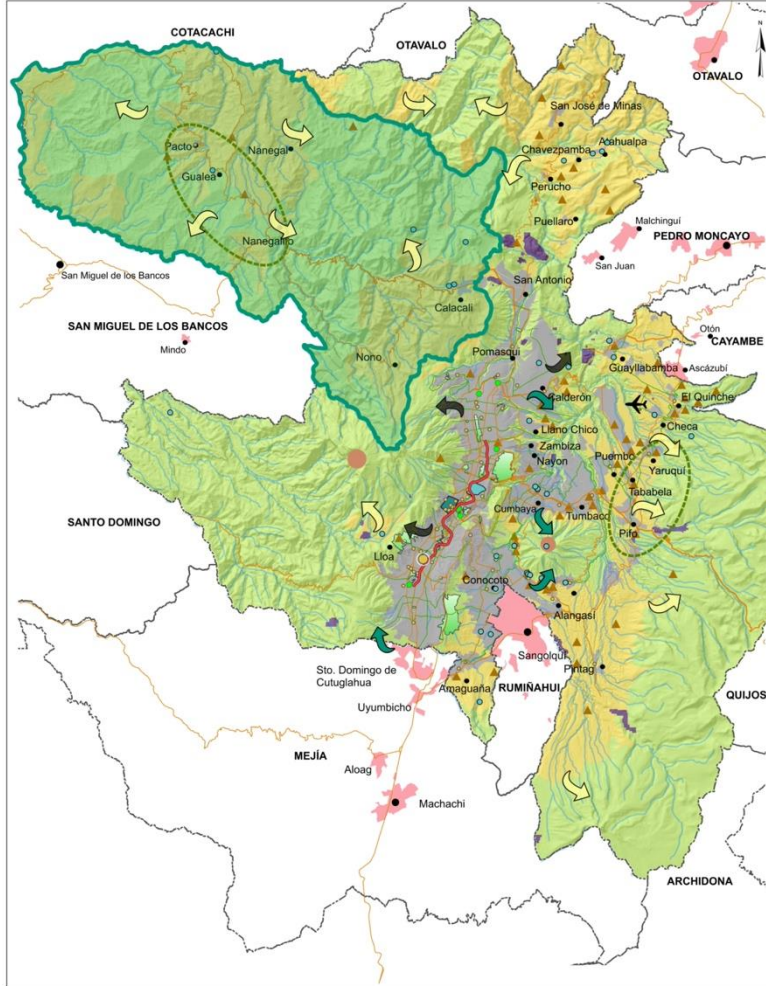 COTACACHI
OTAVALO
N
OTAVALO
San José de Minas
Pacto
Nanegal
Chavezpamba
Atahualpa
Gualea
Perucho
Puellaro
Malchinguí
PEDRO MONCAYO
Nanegalito
San Juan
San Miguel de los Bancos
San Antonio
Calacali
SAN MIGUEL DE LOS BANCOS
Otón
CAYAMBE
Mindo
Nono
Pomasqui
Guayllabamba
Ascázubí
Kalderón
El Quinche
Llano Chico
Checa
Zambiza
Nayon
Puembo
Yaruquí
Tababela
SANTO DOMINGO
Cumbaya
Tumbaco
Pifo
Lloa
Conocoto
Alangasí
Sangolquí
Sto. Domingo de
Cutuglahua
Pintag
Amaguaña
RUMIÑAHUI
QUIJOS
Uyumbicho
MEJÍA
Aloag
Machachi
ARCHIDONA